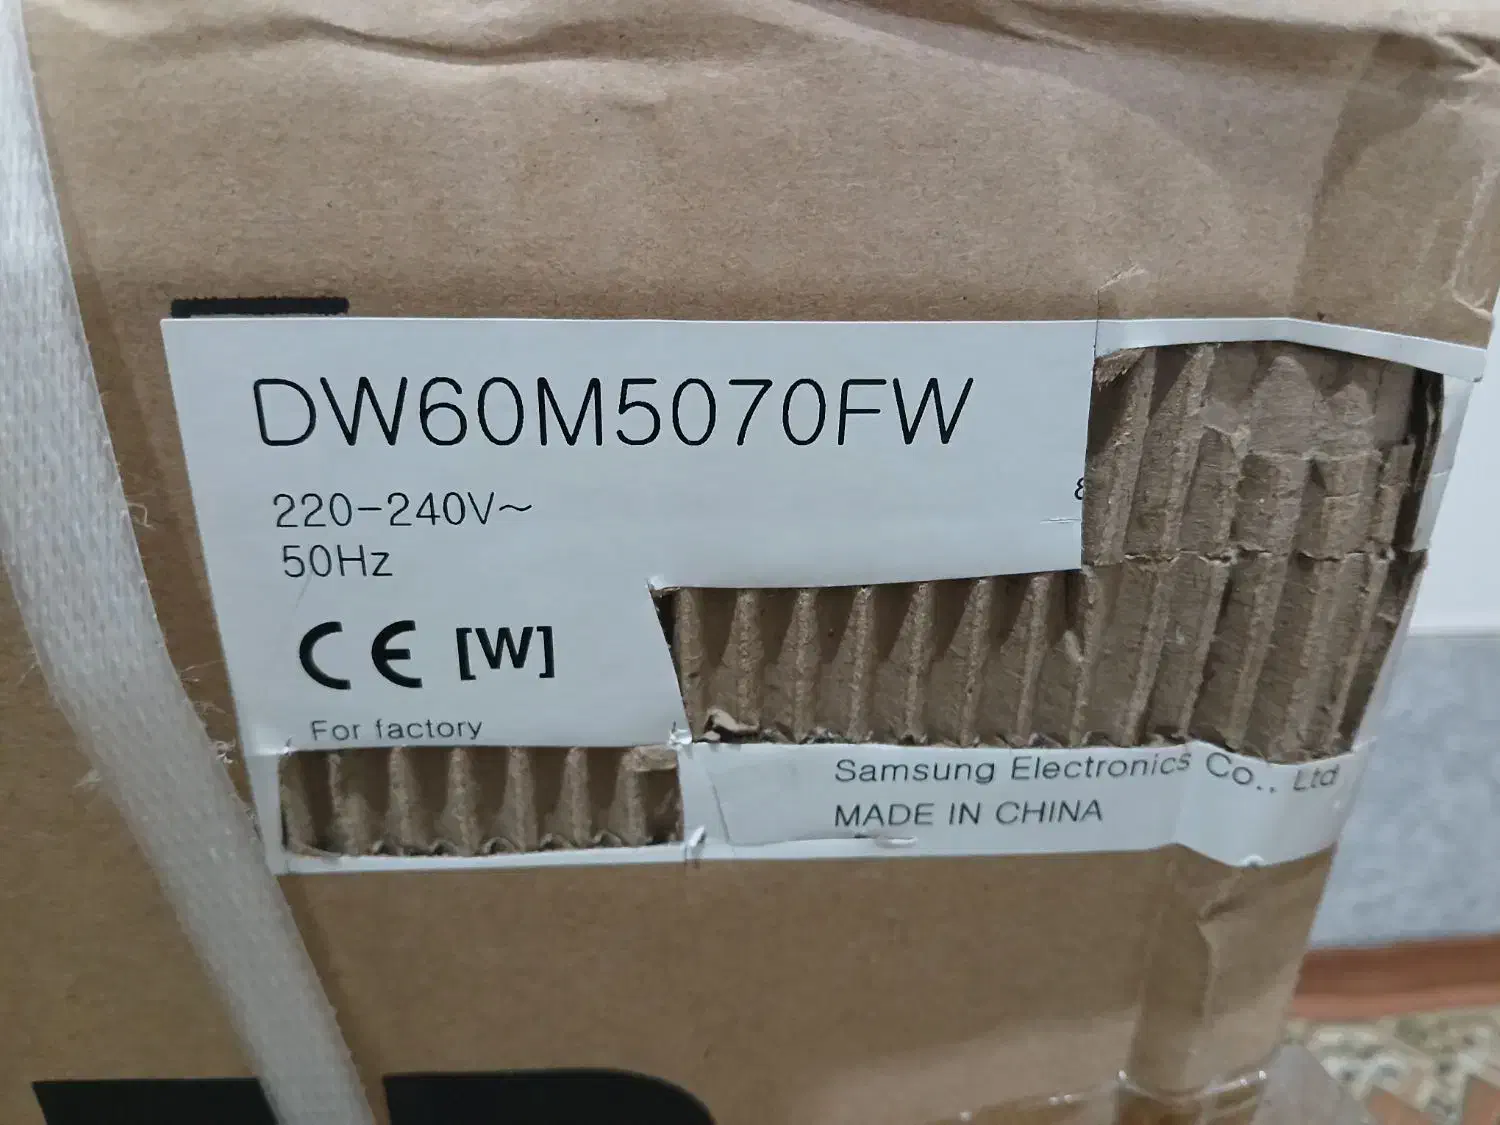 DW60M5070FW
220-240V~
50Hz
CE [W]
For factory
Samsung Electronics Co., Ltd
MADE IN CHINA